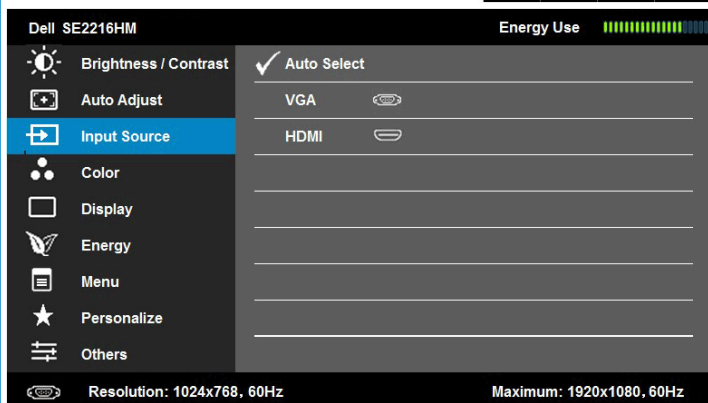 Dell SE2216HM Energy Use
Brightness / Contrast Auto Select
Auto Adjust VGA
Input Source HDMI
Color
Display
Energy
Menu
Personalize
Others
Resolution: 1024x768, 60Hz Maximum: 1920x1080, 60Hz